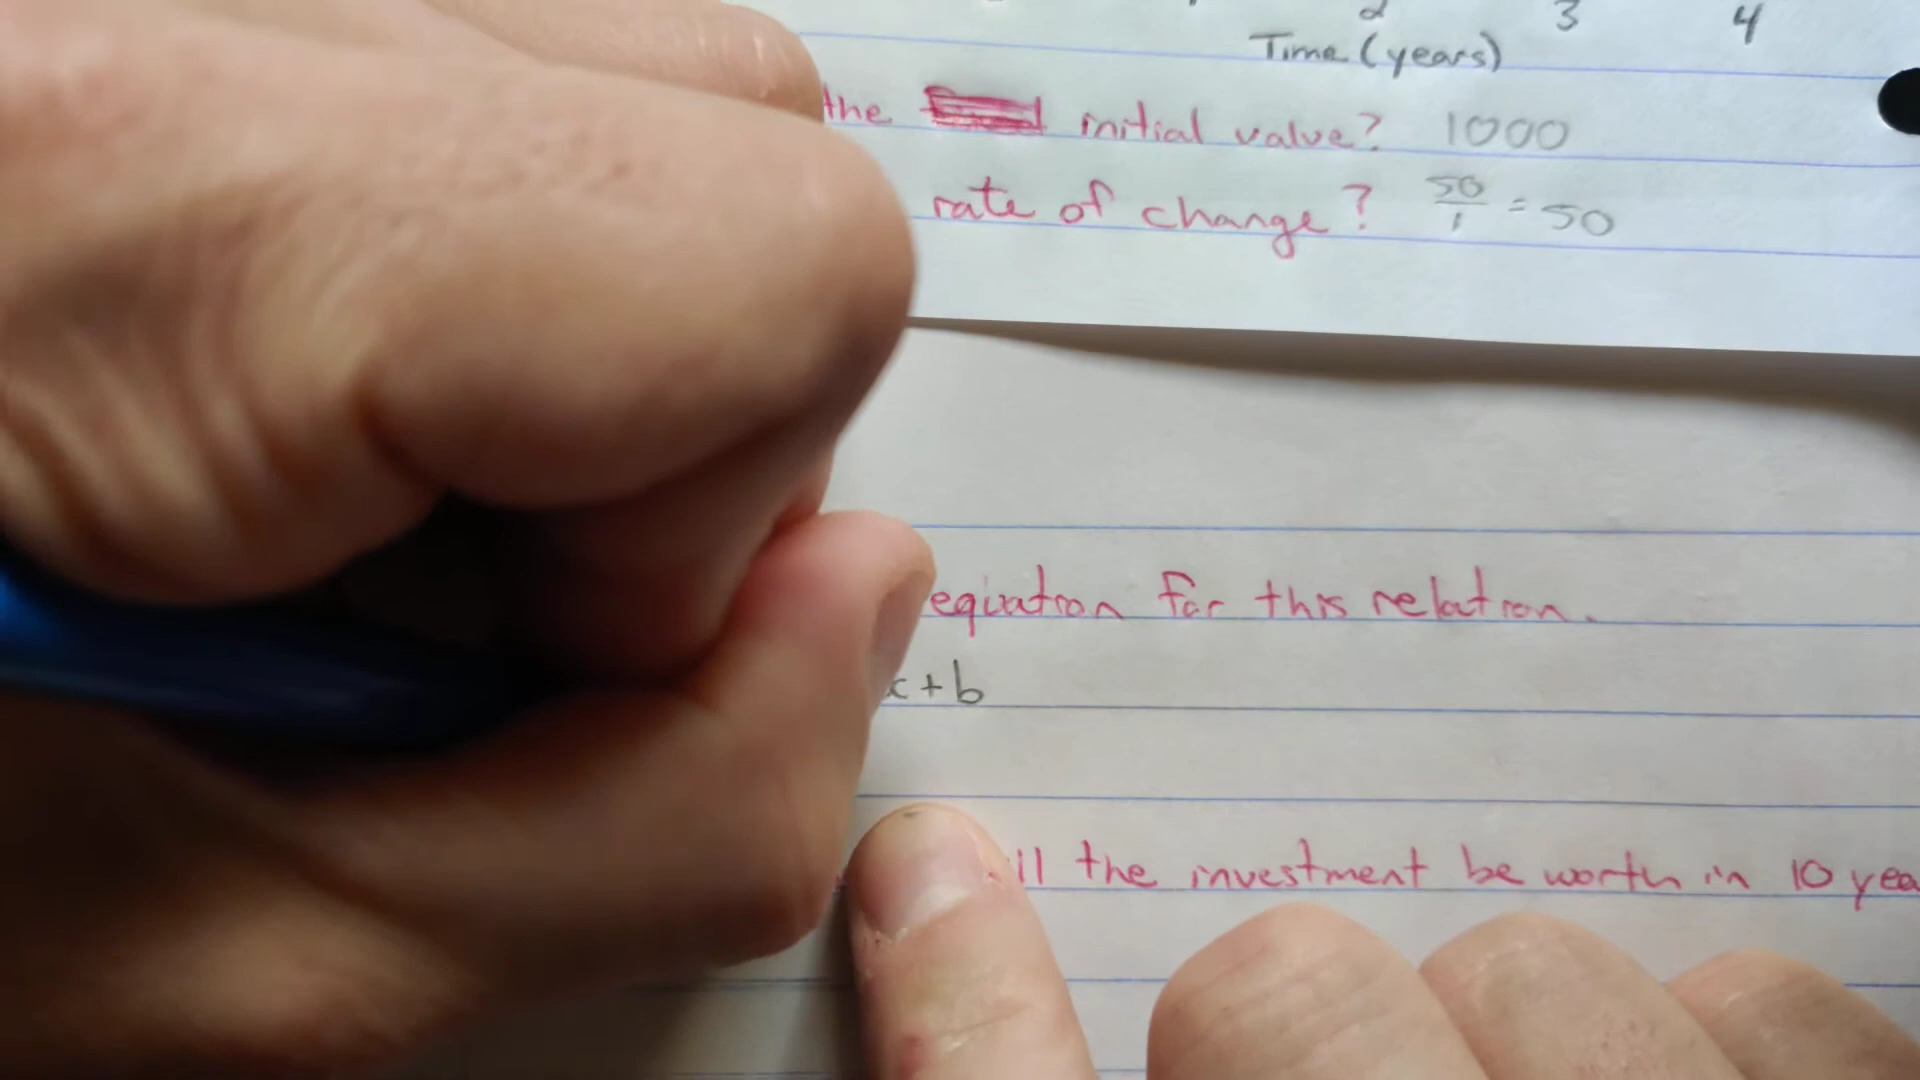 2 3 4
Time (years)
the initial value? 1000
rate of change? 50/1 = 50
equation for this relation.
x+b
ill the investment be worth in 10 yea